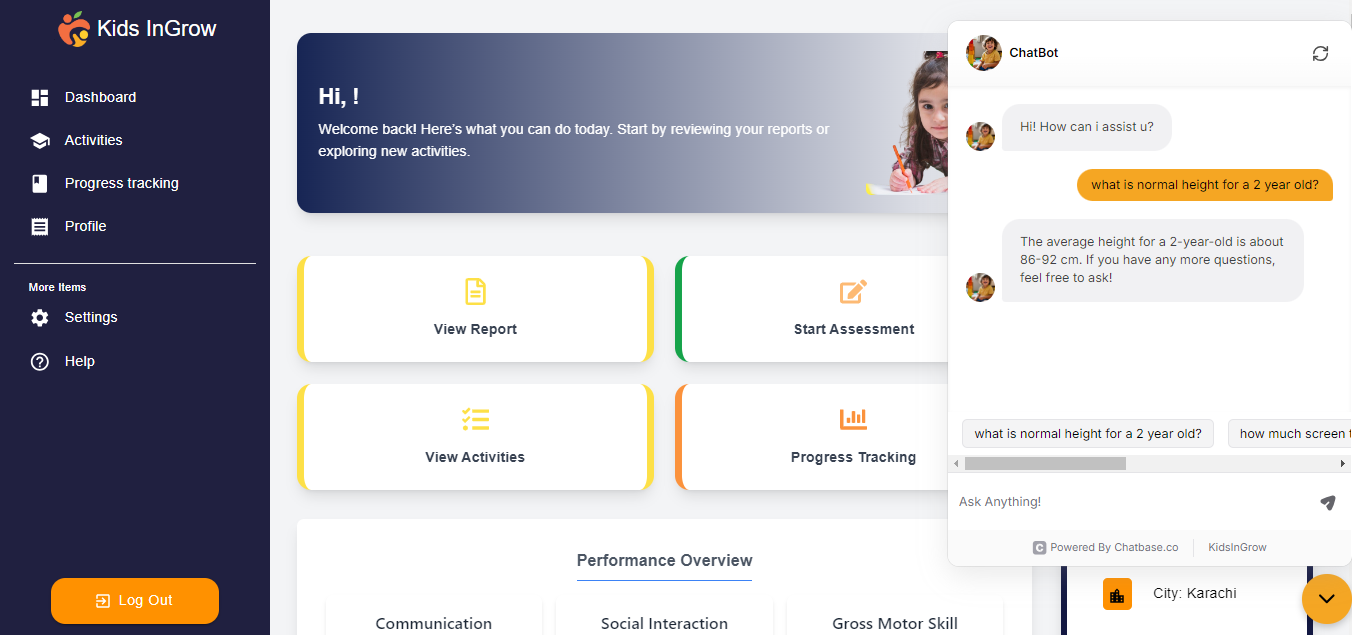 Kids InGrow
Dashboard
Activities
Progress tracking
Profile
More Items
Settings
Help
Log Out
Hi, !
Welcome back! Here's what you can do today. Start by reviewing your reports or
exploring new activities.
View Report
Start Assessment
View Activities
Progress Tracking
Performance Overview
Communication
Social Interaction
Gross Motor Skill
City: Karachi
ChatBot
Hi! How can i assist u?
what is normal height for a 2 year old?
The average height for a 2-year-old is about
86-92 cm. If you have any more questions,
feel free to ask!
what is normal height for a 2 year old?
how much screen
Ask Anything!
Powered By Chatbase.co
KidsInGrow